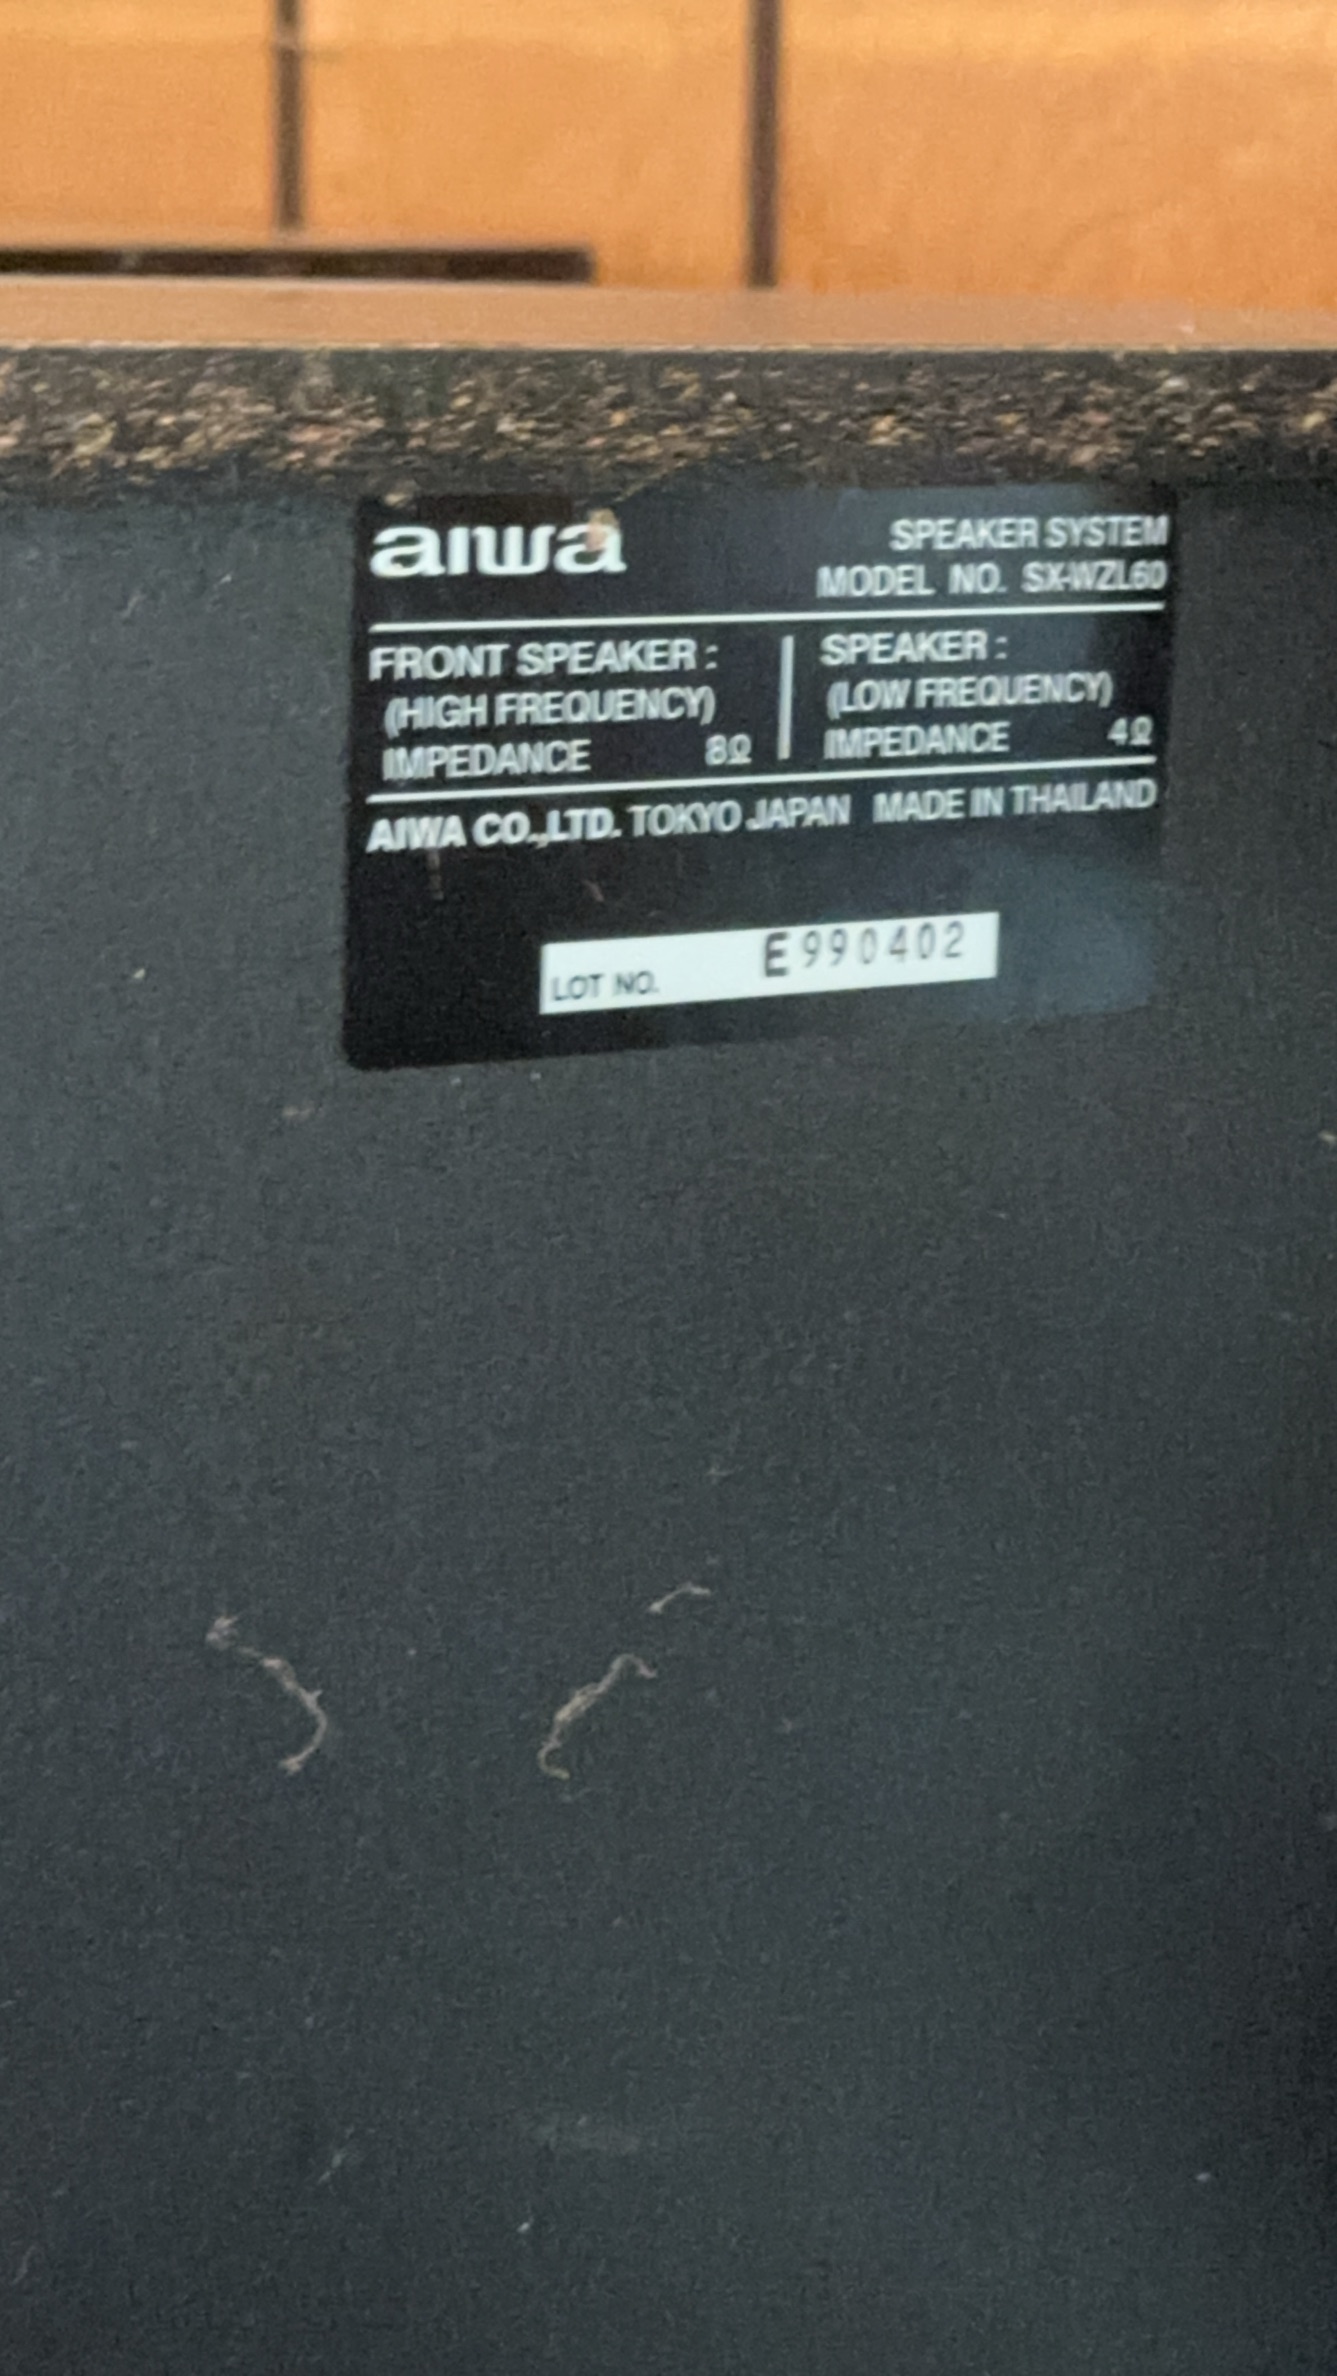 aiwa
SPEAKER SYSTEM
MODEL NO. SX-WZL60
FRONT SPEAKER :
(HIGH FREQUENCY)
IMPEDANCE 8Ω
SPEAKER :
(LOW FREQUENCY)
IMPEDANCE 4Ω
AIWA CO.,LTD. TOKYO JAPAN MADE IN THAILAND
LOT NO. E990402